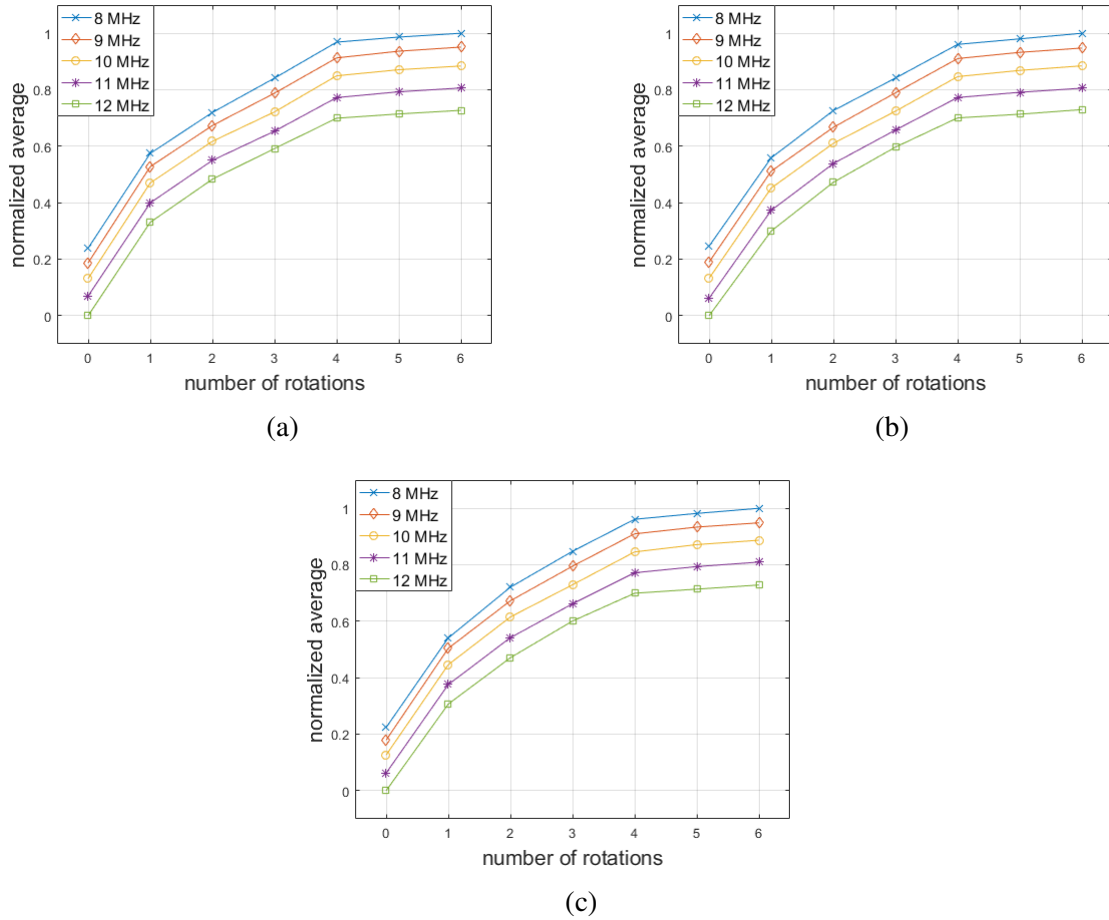 8 MHz
9 MHz
10 MHz
11 MHz
12 MHz
1
0.8
0.6
0.4
0.2
0
normalized average
0 1 2 3 4 5 6
number of rotations
(a)
8 MHz
9 MHz
10 MHz
11 MHz
12 MHz
1
0.8
0.6
0.4
0.2
0
normalized average
0 1 2 3 4 5 6
number of rotations
(b)
8 MHz
9 MHz
10 MHz
11 MHz
12 MHz
1
0.8
0.6
0.4
0.2
0
normalized average
0 1 2 3 4 5 6
number of rotations
(c)